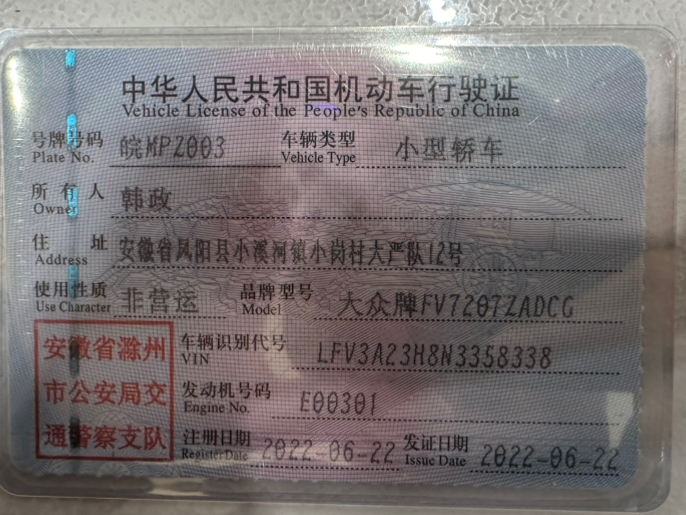 中华人民共和国机动车行驶证
Vehicle License of the People's Republic of China
号牌号码 皖MPZ003 车辆类型 小型轿车
Plate No. Vehicle Type
所有人 韩政
Owner
住址 安徽省凤阳县小溪河镇小岗村大严队12号
Address
使用性质 非营运 品牌型号 大众牌FV7207ZADCG
Use Character Model
安徽省滁州
市公安局交
通警察支队
车辆识别代号 LFV3A23H8N3358338
VIN
发动机号码 E00301
Engine No.
注册日期 2022-06-22 发证日期 2022-06-22
Register Date Issue Date